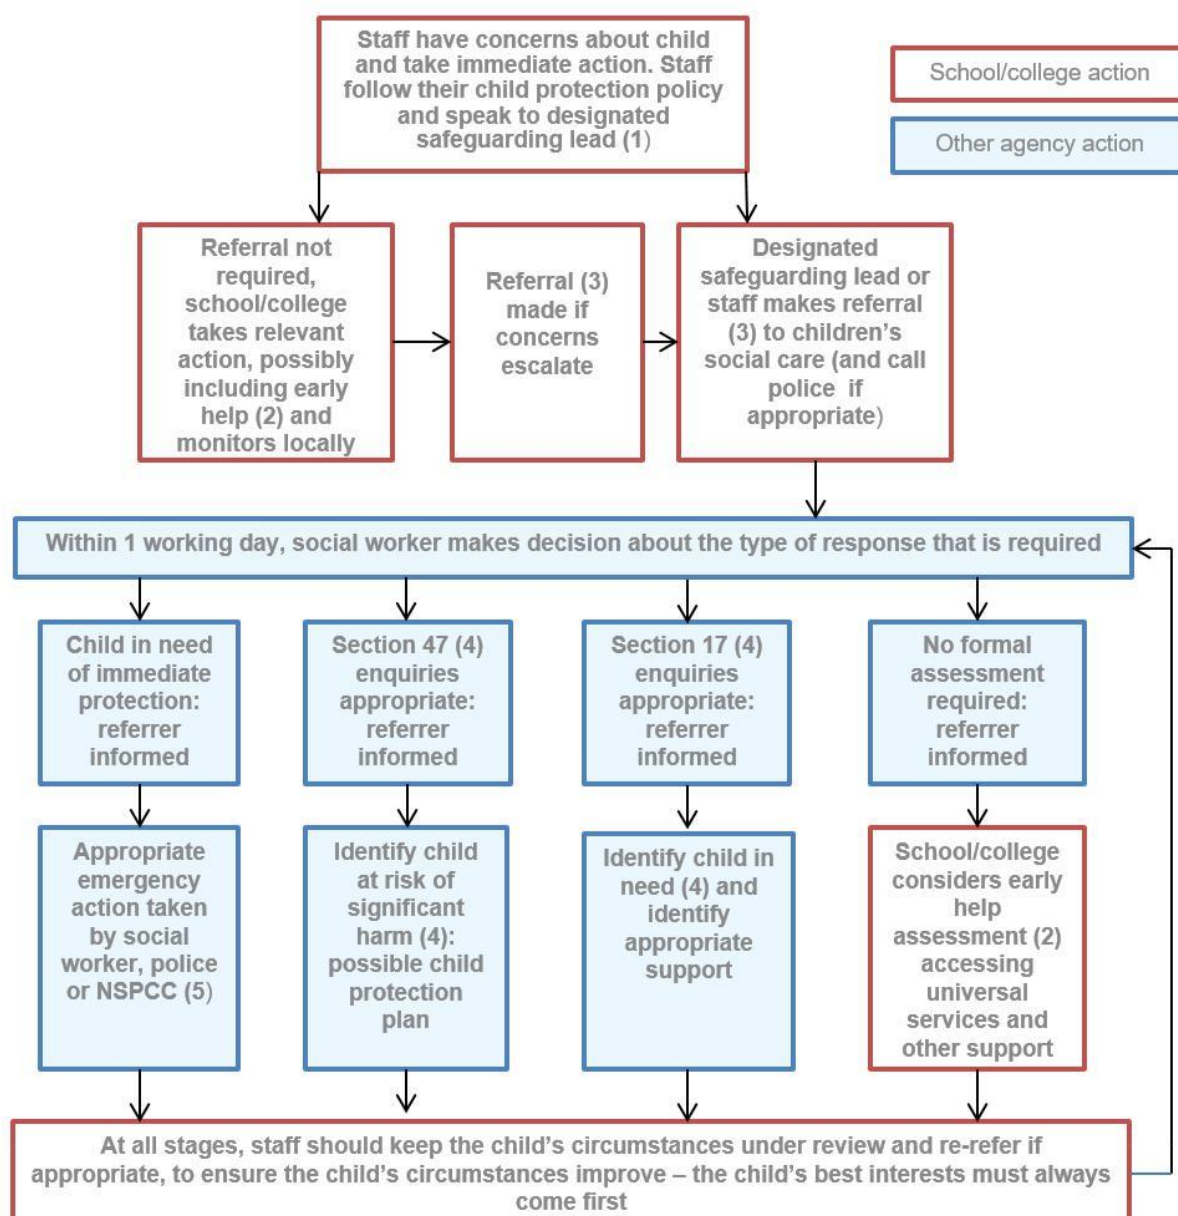 Staff have concerns about child
and take immediate action. Staff
follow their child protection policy
and speak to designated
safeguarding lead (1)
School/college action
Other agency action
Referral not
required,
school/college
takes relevant
action, possibly
including early
help (2) and
monitors locally
Referral (3)
made if
concerns
escalate
Designated
safeguarding lead or
staff makes referral
(3) to children’s
social care (and call
police if
appropriate)
Within 1 working day, social worker makes decision about the type of response that is required
Child in need
of immediate
protection:
referrer
informed
Section 47 (4)
enquiries
appropriate:
referrer
informed
Section 17 (4)
enquiries
appropriate:
referrer
informed
No formal
assessment
required:
referrer
informed
Appropriate
emergency
action taken
by social
worker, police
or NSPCC (5)
Identify child
at risk of
significant
harm (4):
possible child
protection
plan
Identify child in
need (4) and
identify
appropriate
support
School/college
considers early
help
assessment (2)
accessing
universal
services and
other support
At all stages, staff should keep the child’s circumstances under review and re-refer if
appropriate, to ensure the child’s circumstances improve – the child’s best interests must always
come first